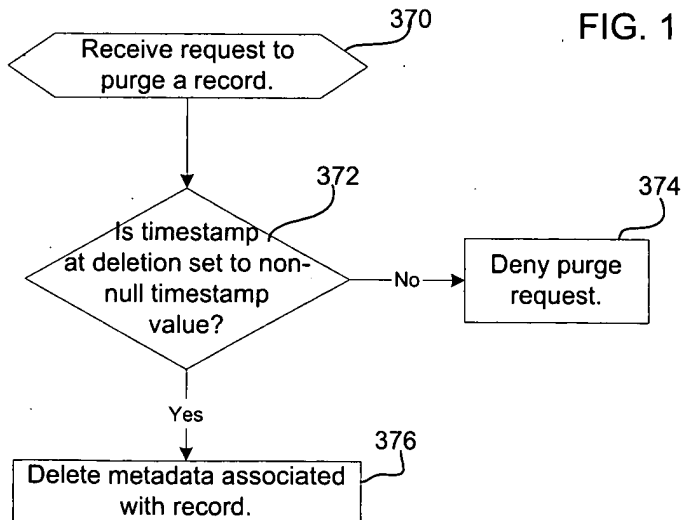 370
FIG. 1
Receive request to
purge a record.
372
Is timestamp
at deletion set to non-
null timestamp
value?
No
374
Deny purge
request.
Yes
376
Delete metadada associated
with record.